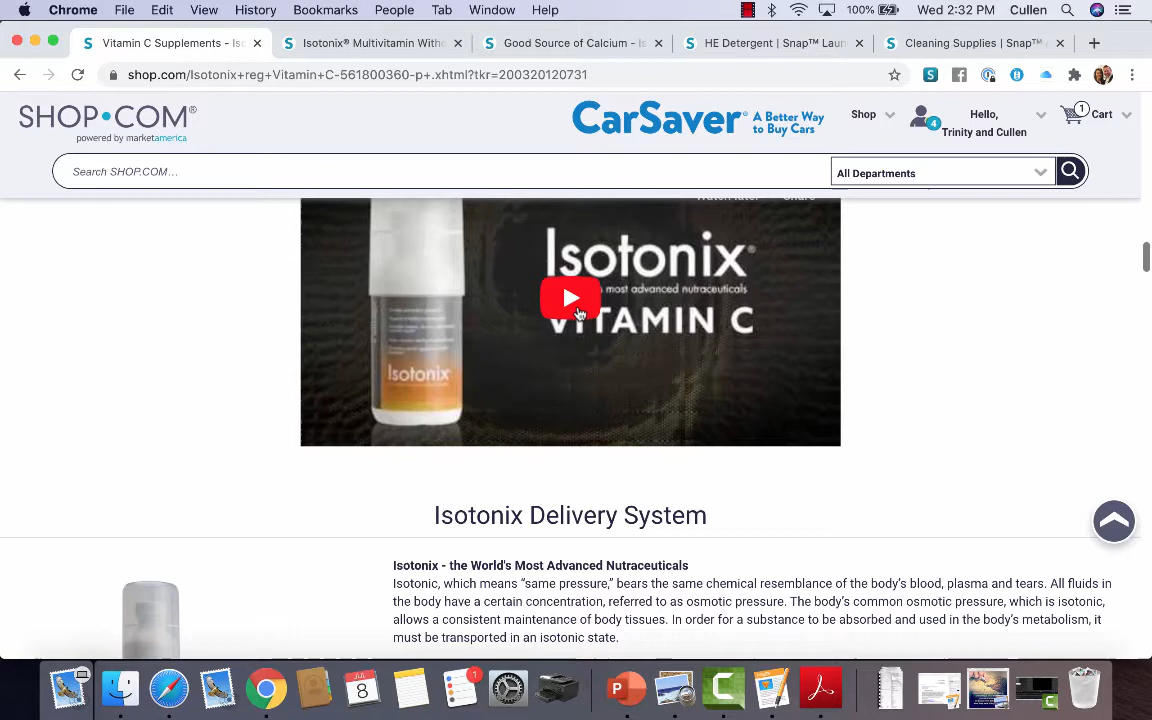 Chrome File Edit View History Bookmarks People Tab Window Help
100% Wed 2:32 PM Cullen
Vitamin C Supplements - Iso
Isotonix® Multivitamin Witho
Good Source of Calcium - Is
HE Detergent | Snap™ Laun
Cleaning Supplies | Snap™
shop.com/Isotonix+reg+Vitamin+C-561800360-p+.xhtml?tkr=200320120731
SHOP•COM®
powered by marketamerica
CarSaver® A Better Way
to Buy Cars
Shop
4
Hello,
Trinity and Cullen
1
Cart
Search SHOP.COM...
All Departments
Watch later Share
Isotonix®
most advanced nutraceuticals
VITAMIN C
Isotonix
Isotonix Delivery System
Isotonix - the World's Most Advanced Nutraceuticals
Isotonic, which means “same pressure,” bears the same chemical resemblance of the body’s blood, plasma and tears. All fluids in
the body have a certain concentration, referred to as osmotic pressure. The body’s common osmotic pressure, which is isotonic,
allows a consistent maintenance of body tissues. In order for a substance to be absorbed and used in the body’s metabolism, it
must be transported in an isotonic state.
JUL
8
1